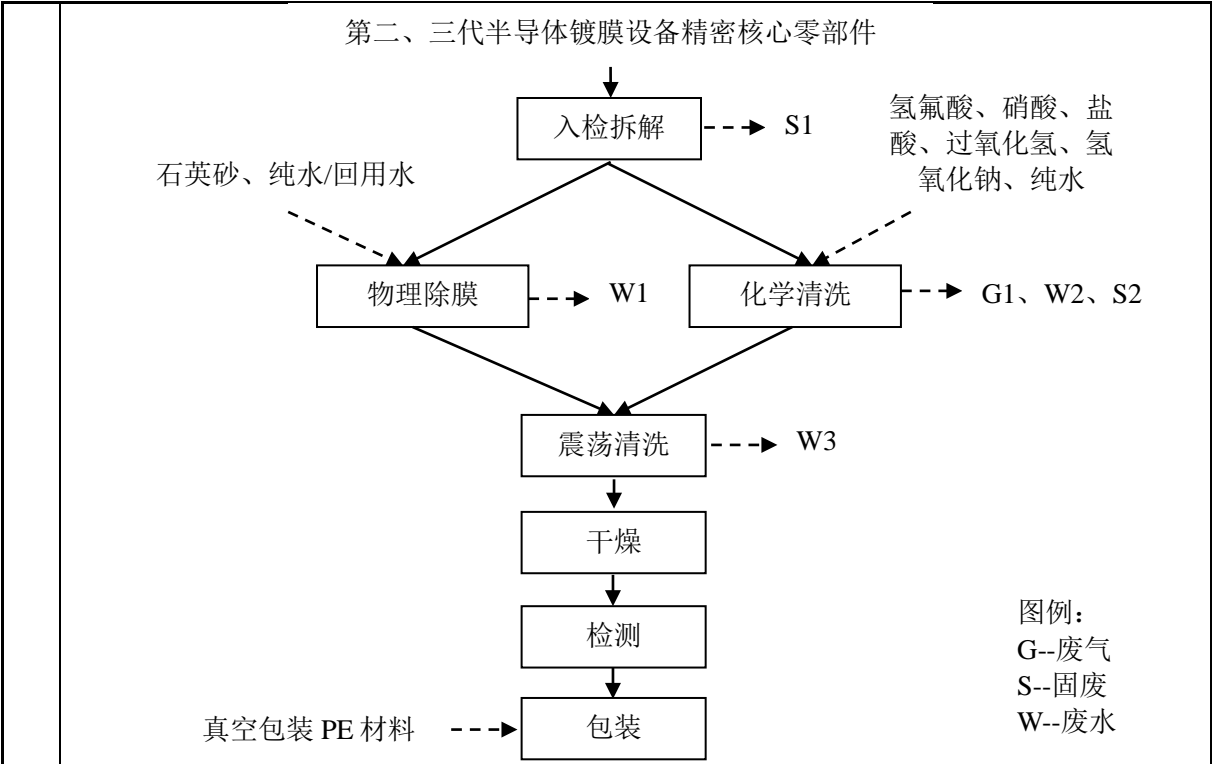 第二、三代半导体镀膜设备精密核心零部件
入检拆解
S1
氢氟酸、硝酸、盐
酸、过氧化氢、氢
氧化钠、纯水
石英砂、纯水/回用水
物理除膜
W1
化学清洗
G1、W2、S2
震荡清洗
W3
干燥
检测
包装
真空包装 PE 材料
图例：
G--废气
S--固废
W--废水